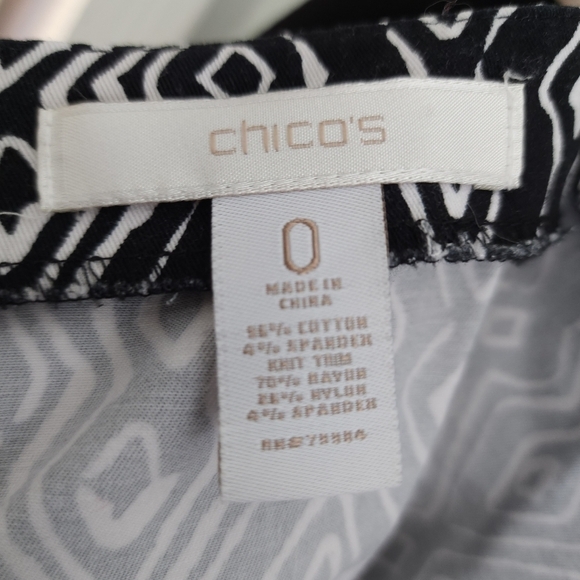 chico's
0
MADE IN
CHINA
96% COTTON
4% SPANDEX
KNIT TRIM
70% RAYON
26% NYLON
4% SPANDEX